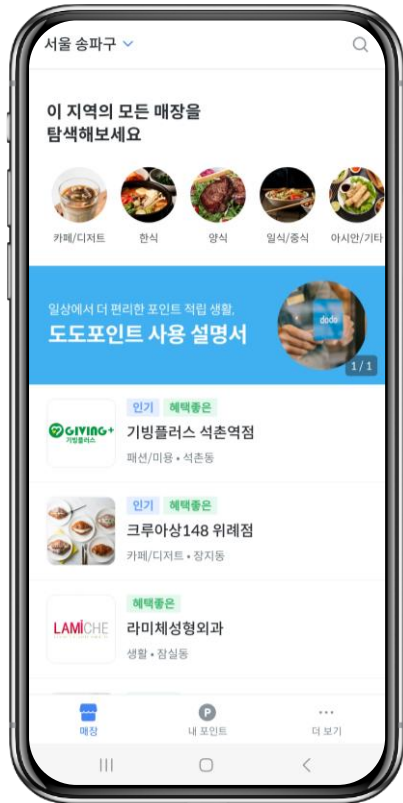 서울 송파구
이 지역의 모든 매장을
탐색해보세요
카페/디저트 한식 양식 일식/중식 아시안/기타
일상에서 더 편리한 포인트 적립 생활,
도도포인트 사용 설명서
dodo
1 / 1
GIVING+
기빙플러스
인기 혜택좋은
기빙플러스 석촌역점
패션/미용 • 석촌동
인기 혜택좋은
크루아상148 위례점
카페/디저트 • 장지동
LAMICHE
혜택좋은
라미체성형외과
생활 • 잠실동
P
매장 내 포인트 더 보기